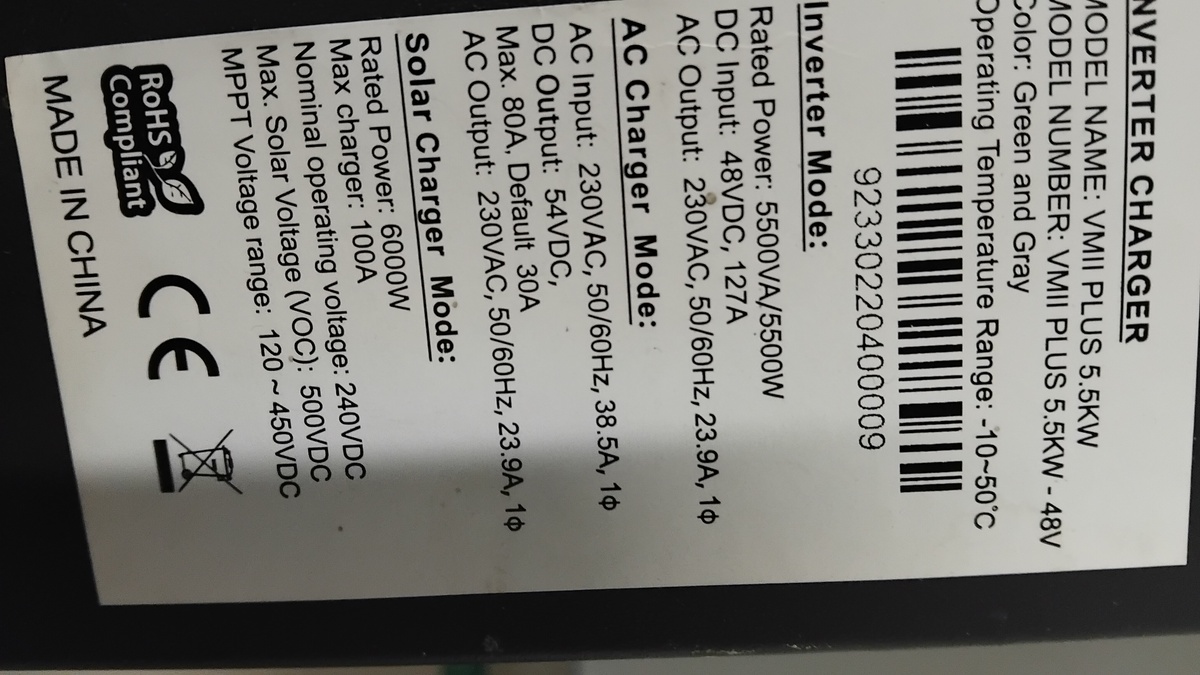 NVERTER CHARGER
MODEL NAME: VMII PLUS 5.5KW
MODEL NUMBER: VMII PLUS 5.5KW - 48V
Color: Green and Gray
Operating Temperature Range: -10~50°C
92330220400009
Inverter Mode:
Rated Power: 5500VA/5500W
DC Input: 48VDC, 127A
AC Output: 230VAC, 50/60Hz, 23.9A, 1ϕ
AC Charger Mode:
AC Input: 230VAC, 50/60Hz, 38.5A, 1ϕ
DC Output: 54VDC,
Max. 80A, Default 30A
AC Output: 230VAC, 50/60Hz, 23.9A, 1ϕ
Solar Charger Mode:
Rated Power: 6000W
Max charger: 100A
Nominal operating voltage: 240VDC
Max. Solar Voltage (VOC): 500VDC
MPPT Voltage range: 120~450VDC
RoHS
Compliant
CE
MADE IN CHINA